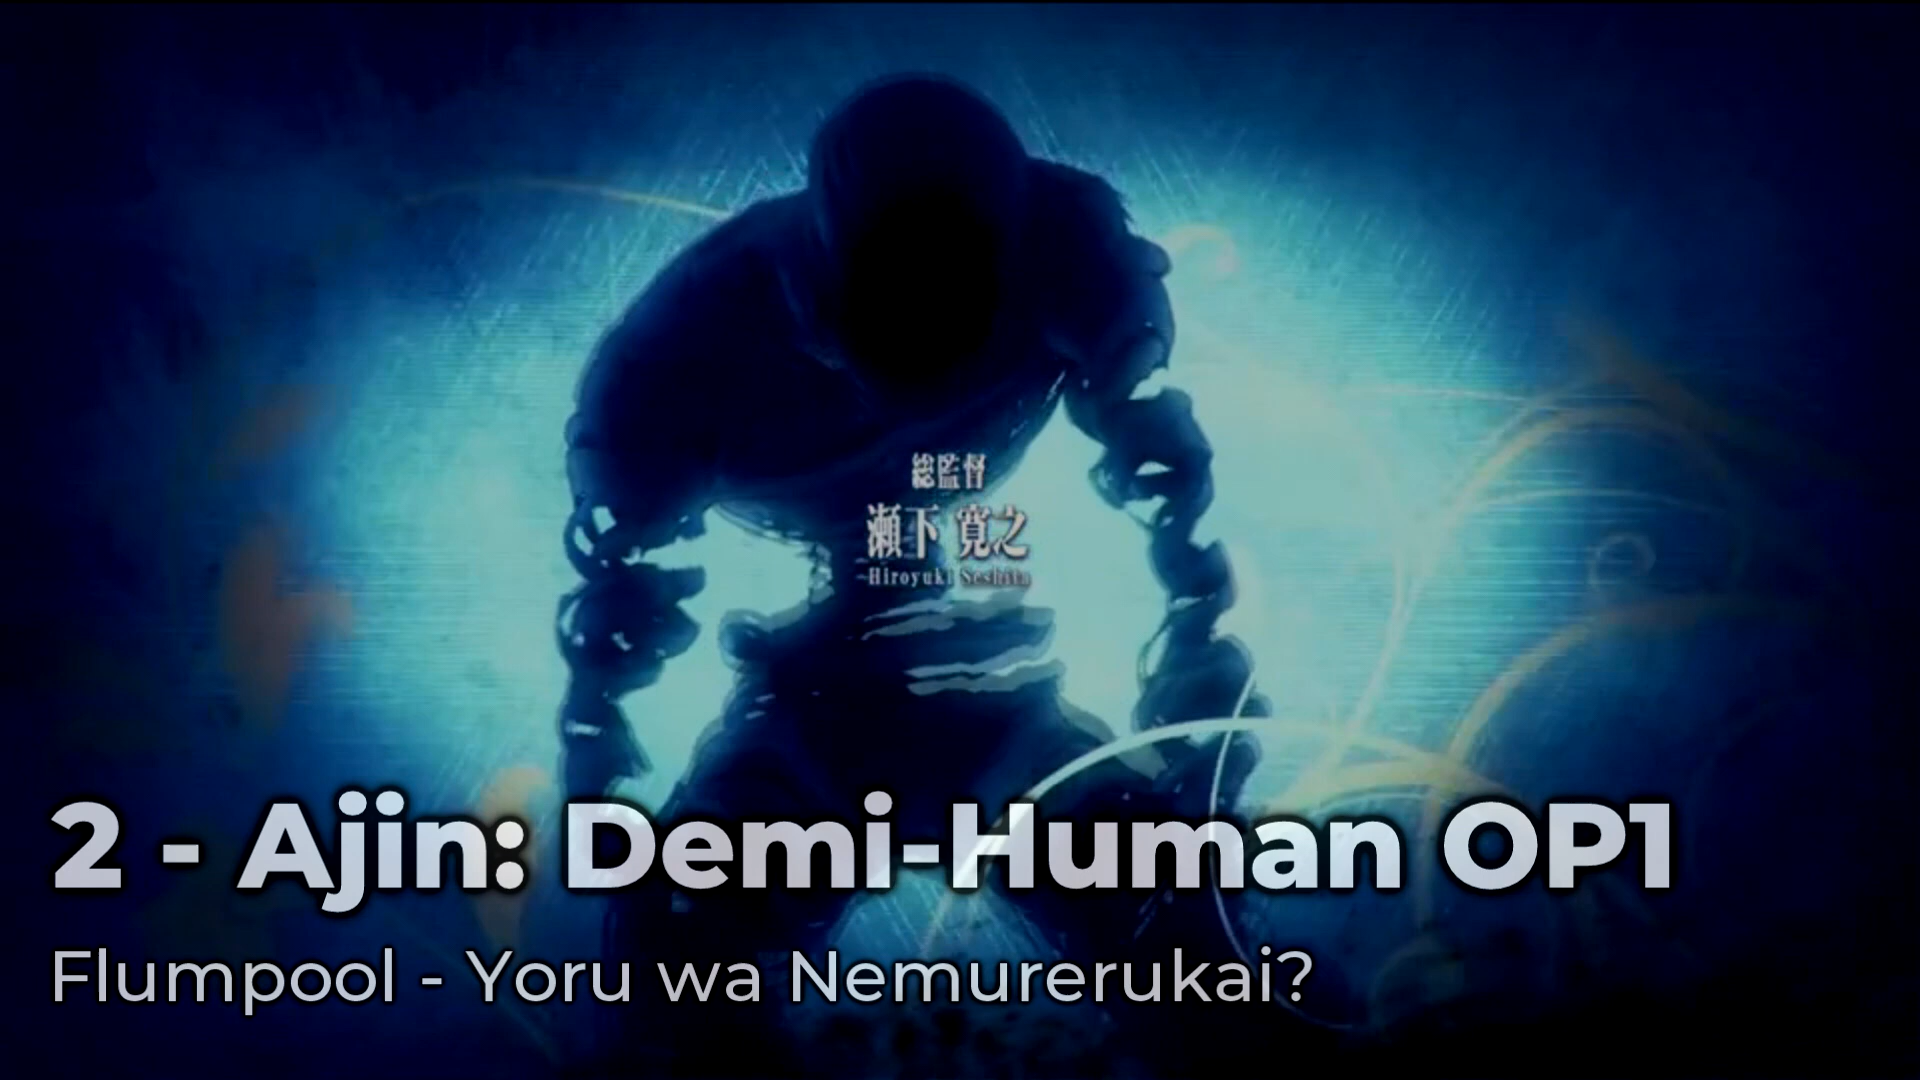 総監督
瀬下 寛之
Hiroyuki Seshita
2 - Ajin: Demi-Human OP1
Flumpool - Yoru wa Nemurerukai?